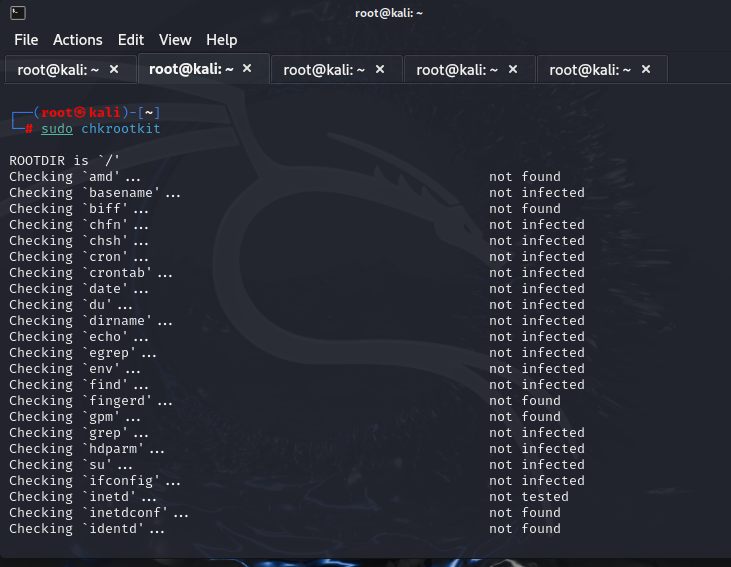 root@kali: ~
File Actions Edit View Help
root@kali: ~ × root@kali: ~ × root@kali: ~ × root@kali: ~ × root@kali: ~ ×
┌──(root㉿kali)-[~]
└─# sudo chkrootkit
ROOTDIR is `/'
Checking `amd'... not found
Checking `basename'... not infected
Checking `biff'... not found
Checking `chfn'... not infected
Checking `chsh'... not infected
Checking `cron'... not infected
Checking `crontab'... not infected
Checking `date'... not infected
Checking `du'... not infected
Checking `dirname'... not infected
Checking `echo'... not infected
Checking `egrep'... not infected
Checking `env'... not infected
Checking `find'... not infected
Checking `fingerd'... not found
Checking `gpm'... not found
Checking `grep'... not infected
Checking `hdparm'... not infected
Checking `su'... not infected
Checking `ifconfig'... not infected
Checking `inetd'... not tested
Checking `inetdconf'... not found
Checking `identd'... not found